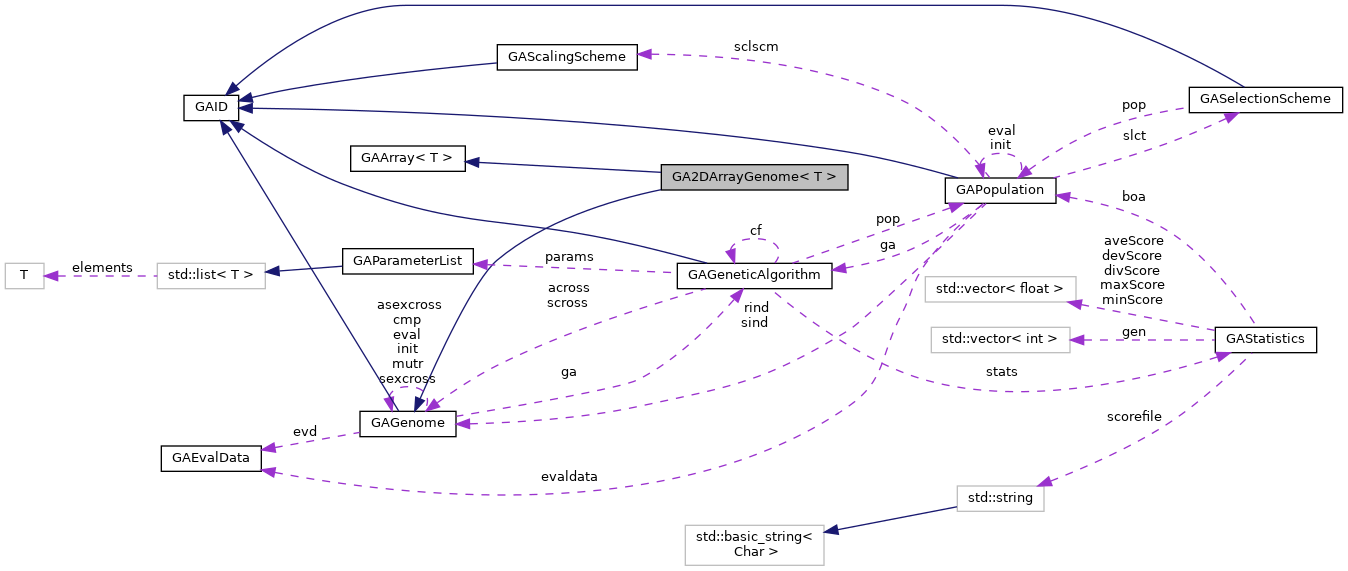 sclscm
GAScalingScheme
GASelectionScheme
GAID
pop
eval
init
slct
GAArray< T >
GA2DArrayGenome< T >
GAPopulation
boa
pop
cf
ga
aveScore
devScore
divScore
maxScore
minScore
GAParameterList
params
elements
T
std::list< T >
GAGeneticAlgorithm
std::vector< float >
across
scross
rind
sind
asexcross
cmp
eval
init
mutr
sexcross
gen
std::vector< int >
GAStatistics
ga
stats
GAGenome
scorefile
evd
GAEvalData
evaldata
std::string
std::basic_string<
Char >